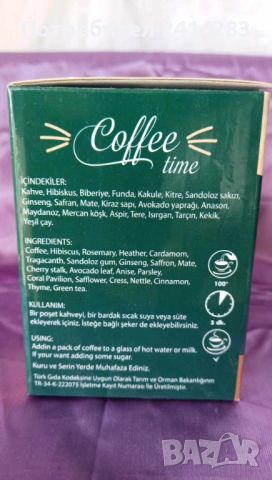 Coffee
time
İÇİNDEKİLER:
Kahve, Hibiskus, Biberiye, Funda, Kakule, Kitre, Sandoloz sakızı,
Ginseng, Safran, Mate, Kiraz sapı, Avokado yaprağı, Anason,
Maydanoz, Mercan köşk, Aspir, Tere, Isırgan, Tarçın, Kekik,
Yeşil çay.
INGREDIENTS:
Coffee, Hibiscus, Rosemary, Heather, Cardamom,
Tragacanth, Sandoloz gum, Ginseng, Saffron, Mate,
Cherry stalk, Avocado leaf, Anise, Parsley,
Coral Pavilion, Safflower, Cress, Nettle, Cinnamon,
Thyme, Green tea.
100°
KULLANIM:
Bir poşet kahveyi, bir bardak sıcak suya veya süte
ekleyerek içiniz. İsteğe bağlı şeker de ekleyebilirsiniz.
USING:
Addin a pack of coffee to a glass of hot water or milk.
If your want adding some sugar.
Kuru ve Serin Yerde Muhafaza Ediniz.
Türk Gıda Kodeksine Uygun Olarak Tarım ve Orman Bakanlığının
TR-34-K-222075 İşletme Kayıt Numarası İle Üretilmiştir.
BAZAR